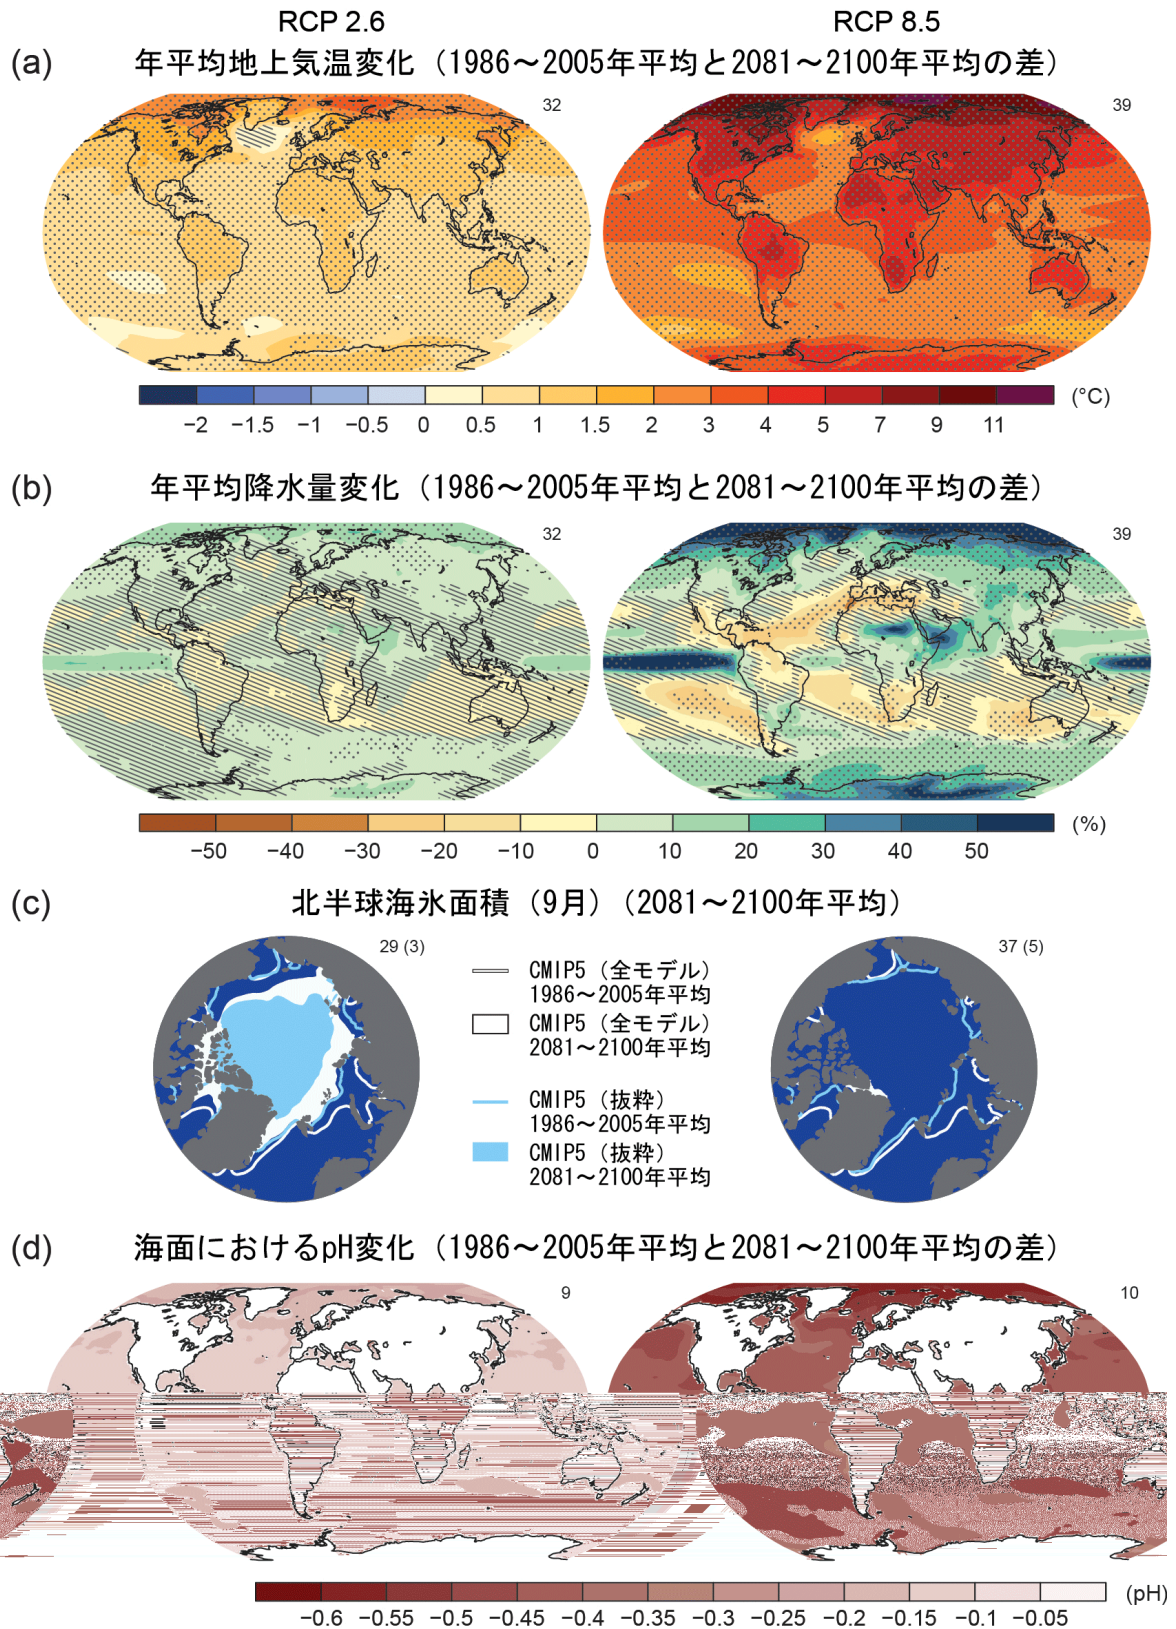 RCP 2.6 RCP 8.5
(a) 年平均地上気温変化（1986～2005年平均と2081～2100年平均の差）
32 39
−2 −1.5 −1 −0.5 0 0.5 1 1.5 2 3 4 5 7 9 11 (°C)
(b) 年平均降水量変化（1986～2005年平均と2081～2100年平均の差）
32 39
−50 −40 −30 −20 −10 0 10 20 30 40 50 (%)
(c) 北半球海氷面積（9月）（2081～2100年平均）
29 (3) 37 (5)
CMIP5（全モデル）
1986～2005年平均
CMIP5（全モデル）
2081～2100年平均
CMIP5（抜粋）
1986～2005年平均
CMIP5（抜粋）
2081～2100年平均
(d) 海面におけるpH変化（1986～2005年平均と2081～2100年平均の差）
9 10
−0.6 −0.55 −0.5 −0.45 −0.4 −0.35 −0.3 −0.25 −0.2 −0.15 −0.1 −0.05 (pH)